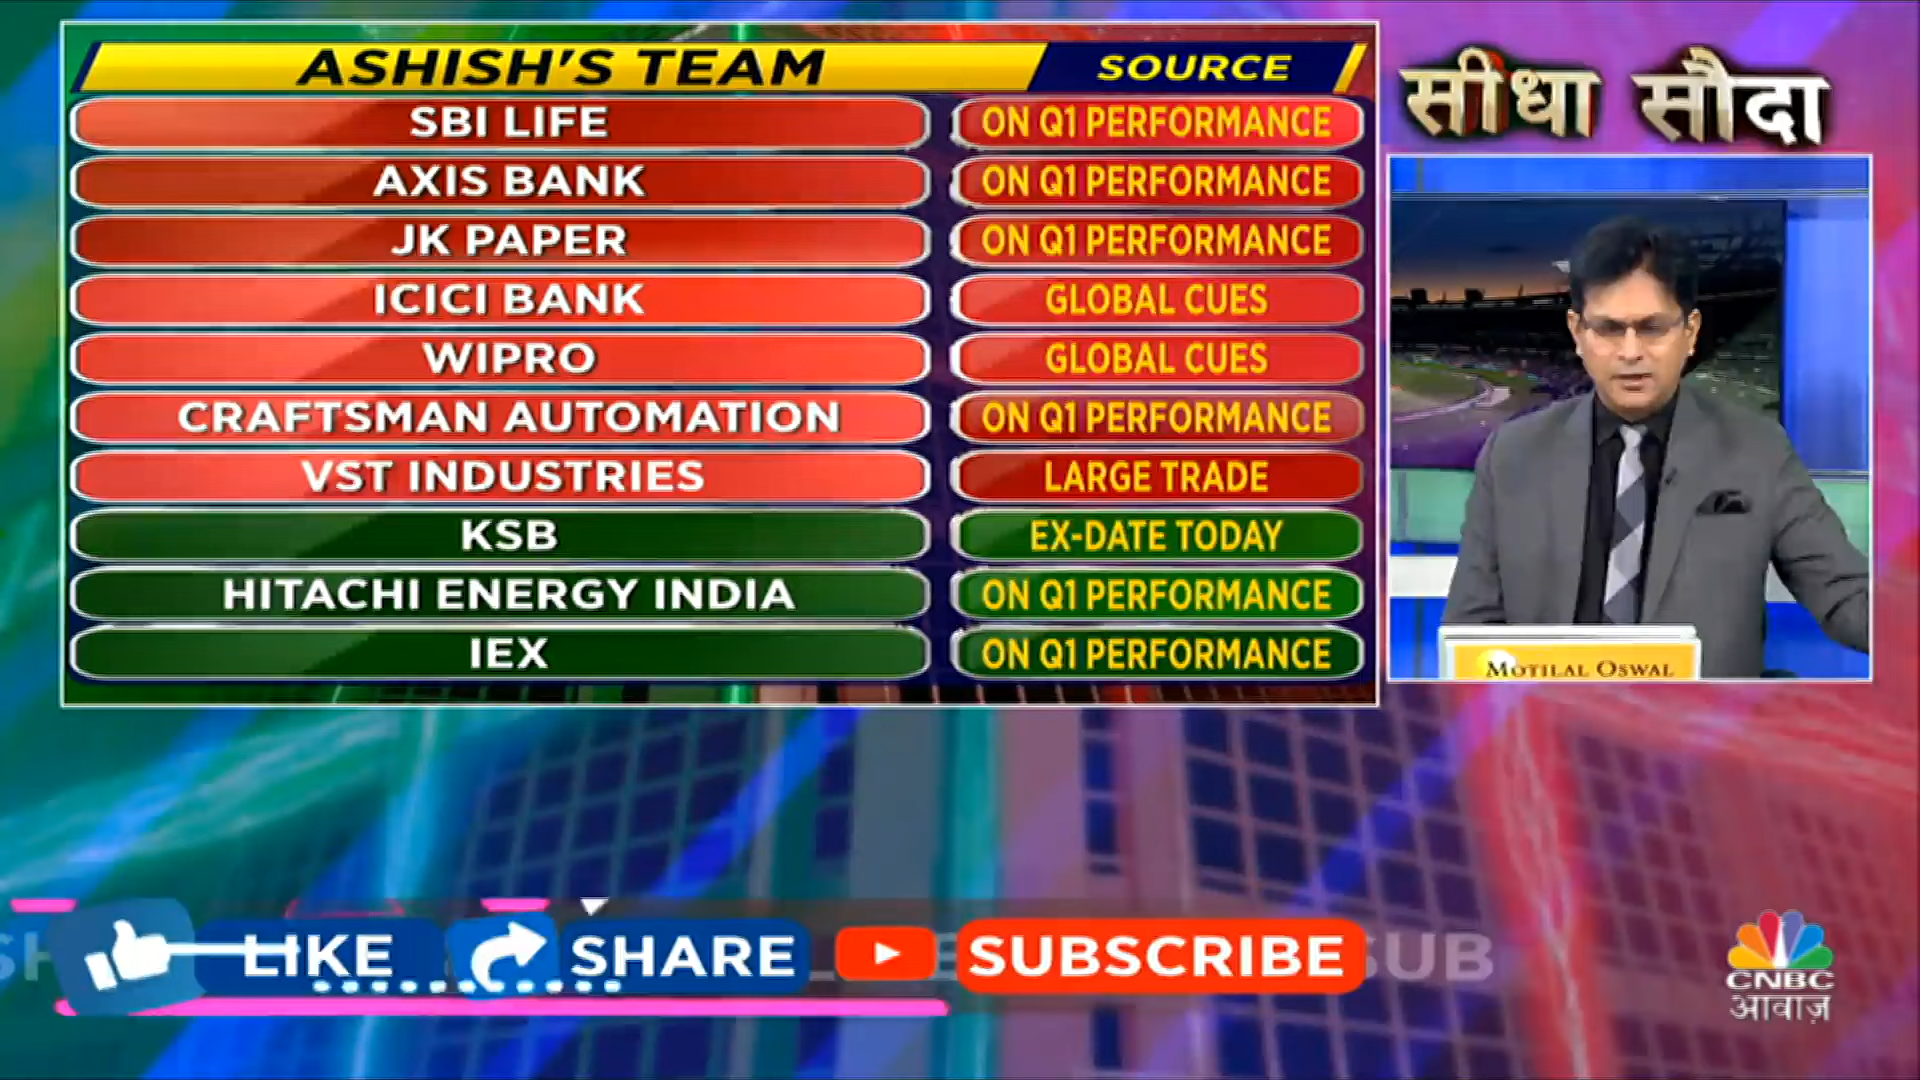 ASHISH'S TEAM SOURCE
SBI LIFE ON Q1 PERFORMANCE
AXIS BANK ON Q1 PERFORMANCE
JK PAPER ON Q1 PERFORMANCE
ICICI BANK GLOBAL CUES
WIPRO GLOBAL CUES
CRAFTSMAN AUTOMATION ON Q1 PERFORMANCE
VST INDUSTRIES LARGE TRADE
KSB EX-DATE TODAY
HITACHI ENERGY INDIA ON Q1 PERFORMANCE
IEX ON Q1 PERFORMANCE
सीधा सौदा
MOTILAL OSWAL
LIKE SHARE SUBSCRIBE SUB
CNBC
आवाज़